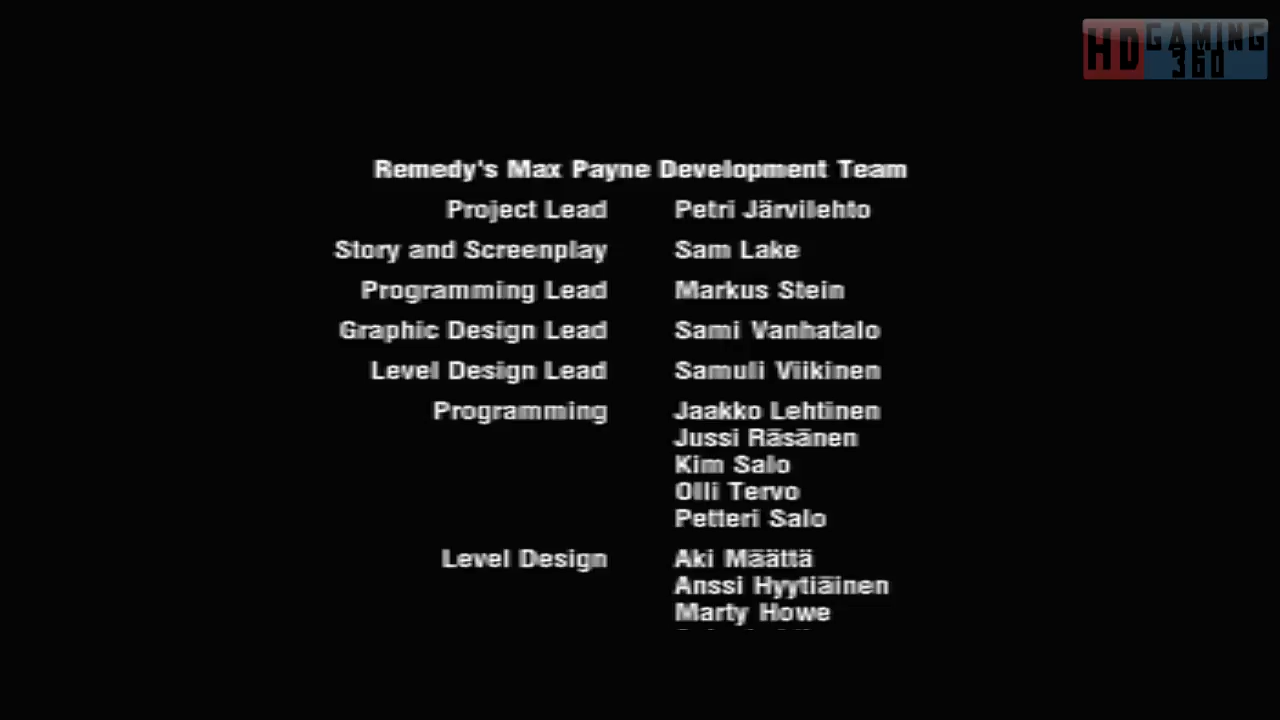 HD GAMING 360
Remedy's Max Payne Development Team
Project Lead Petri Järvilehto
Story and Screenplay Sam Lake
Programming Lead Markus Stein
Graphic Design Lead Sami Vanhatalo
Level Design Lead Samuli Viikinen
Programming Jaakko Lehtinen
Jussi Räsänen
Kim Salo
Olli Tervo
Petteri Salo
Level Design Aki Määttä
Anssi Hyytiäinen
Marty Howe